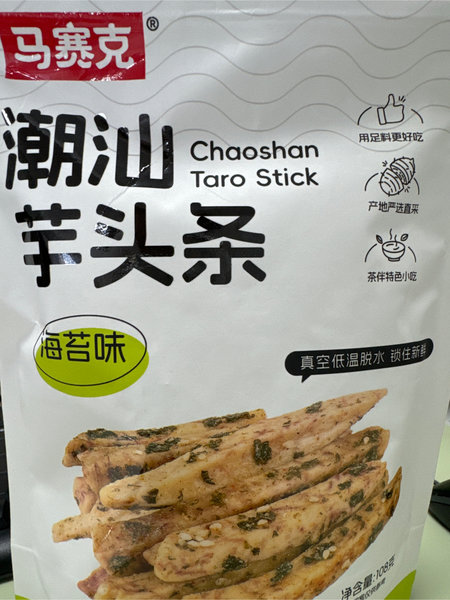 马赛克®
潮汕
Chaoshan
Taro Stick
芋头条
用足料更好吃
产地严选直采
茶伴特色小吃
海苔味
真空低温脱水 锁住新鲜
净含量:108克